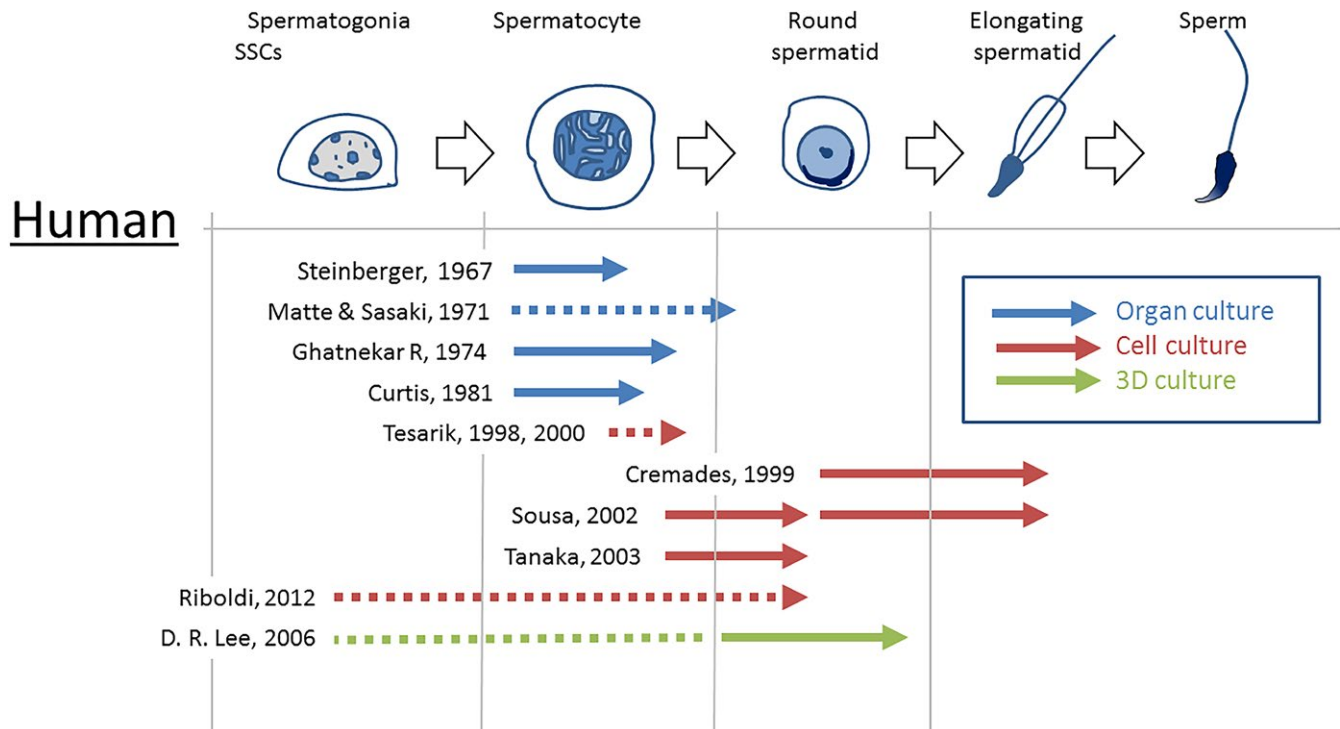 Spermatogonia
SSCs
Spermatocyte
Round
spermatid
Elongating
spermatid
Sperm
Human
Steinberger, 1967
Matte & Sasaki, 1971
Ghatnekar R, 1974
Curtis, 1981
Tesarik, 1998, 2000
Cremades, 1999
Sousa, 2002
Tanaka, 2003
Riboldi, 2012
D. R. Lee, 2006
Organ culture
Cell culture
3D culture